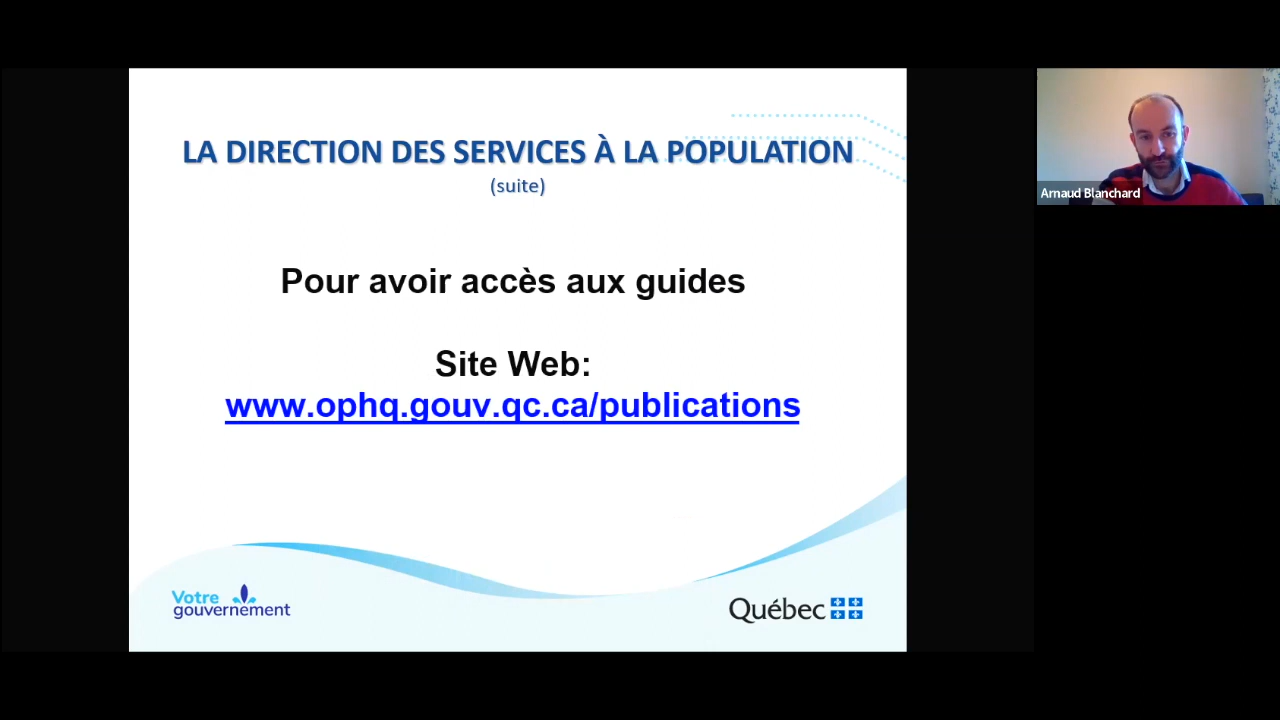 LA DIRECTION DES SERVICES À LA POPULATION
(suite)
Pour avoir accès aux guides
Site Web:
www.ophq.gouv.qc.ca/publications
Votre
gouvernement
Québec
Arnaud Blanchard